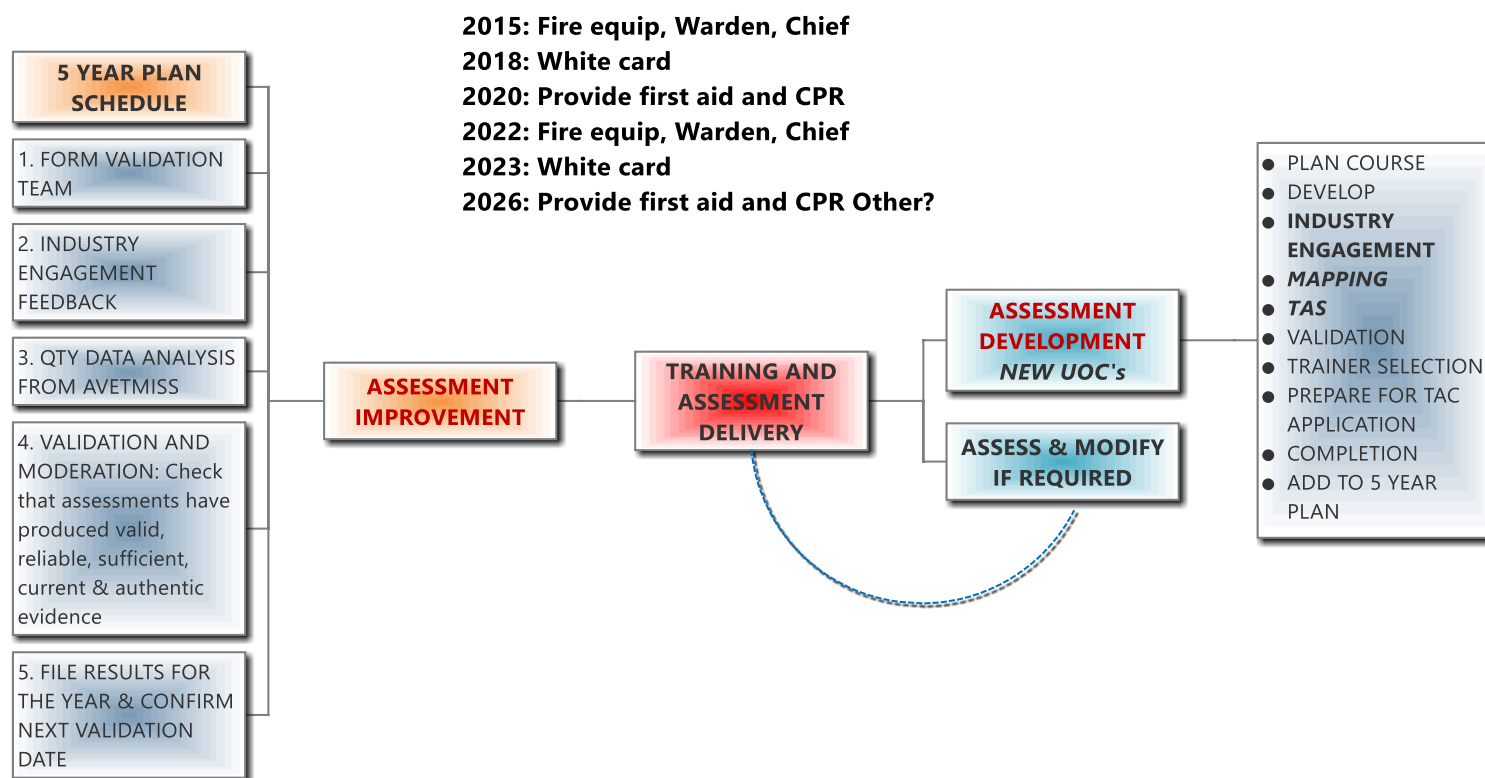 2015: Fire equip, Warden, Chief
2018: White card
2020: Provide first aid and CPR
2022: Fire equip, Warden, Chief
2023: White card
2026: Provide first aid and CPR Other?
5 YEAR PLAN
SCHEDULE
1. FORM VALIDATION
TEAM
2. INDUSTRY
ENGAGEMENT
FEEDBACK
3. QTY DATA ANALYSIS
FROM AVETMISS
4. VALIDATION AND
MODERATION: Check
that assessments have
produced valid,
reliable, sufficient,
current & authentic
evidence
5. FILE RESULTS FOR
THE YEAR & CONFIRM
NEXT VALIDATION
DATE
ASSESSMENT
IMPROVEMENT
TRAINING AND
ASSESSMENT
DELIVERY
ASSESSMENT
DEVELOPMENT
NEW UOC's
ASSESS & MODIFY
IF REQUIRED
● PLAN COURSE
● DEVELOP
● INDUSTRY
ENGAGEMENT
● MAPPING
● TAS
● VALIDATION
● TRAINER SELECTION
● PREPARE FOR TAC
APPLICATION
● COMPLETION
● ADD TO 5 YEAR
PLAN